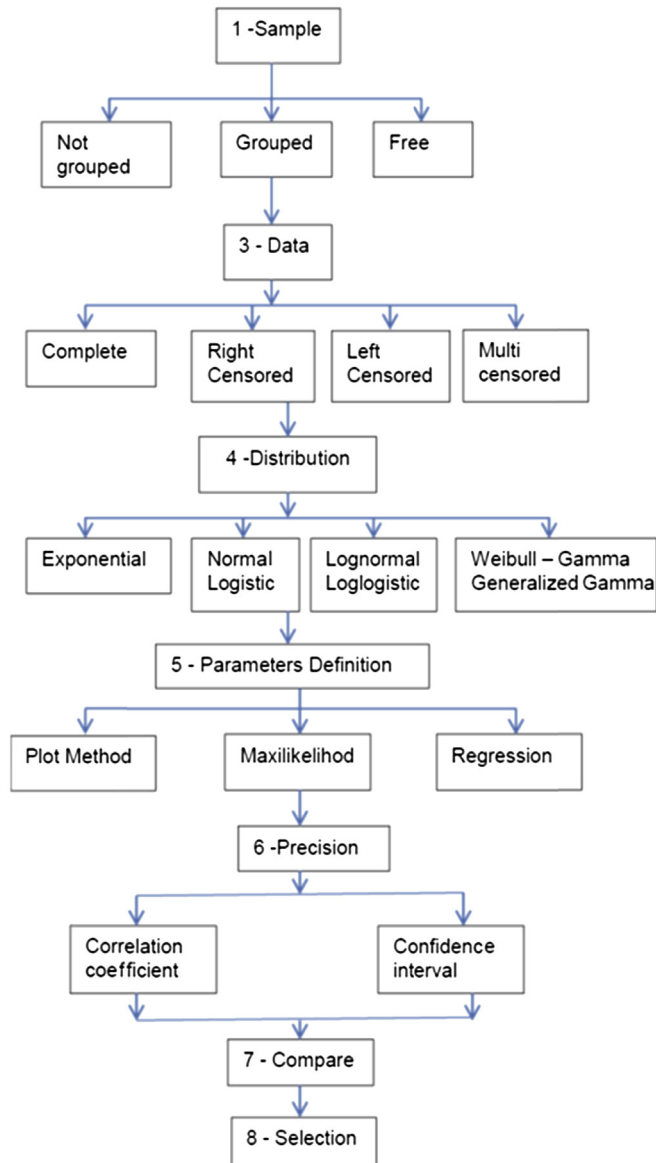 1 -Sample
Not
grouped
Grouped
Free
3 - Data
Complete
Right
Censored
Left
Censored
Multi
censored
4 -Distribution
Exponential
Normal
Logistic
Lognormal
Loglogistic
Weibull – Gamma
Generalized Gamma
5 - Parameters Definition
Plot Method
Maxilikelihod
Regression
6 -Precision
Correlation
coefficient
Confidence
interval
7 - Compare
8 - Selection